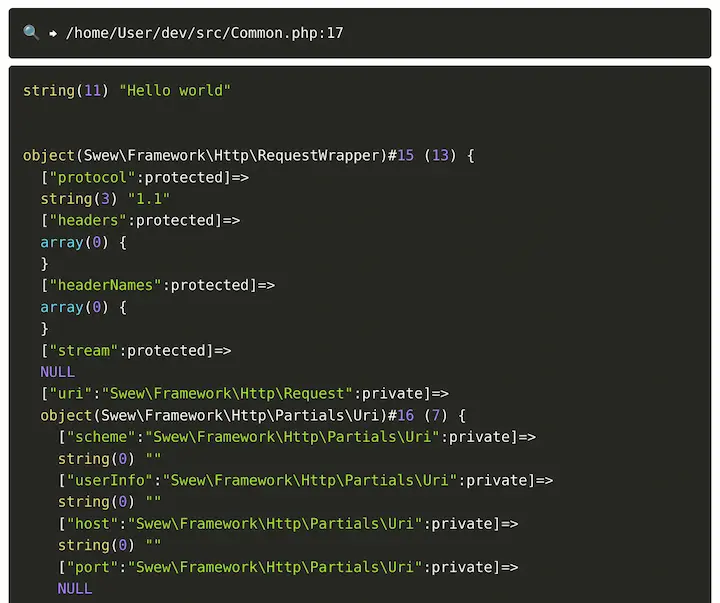 🔍 ➡ /home/User/dev/src/Common.php:17
string(11) "Hello world"
object(Swew\Framework\Http\RequestWrapper)#15 (13) {
["protocol":protected]=>
string(3) "1.1"
["headers":protected]=>
array(0) {
}
["headerNames":protected]=>
array(0) {
}
["stream":protected]=>
NULL
["uri":"Swew\Framework\Http\Request":private]=>
object(Swew\Framework\Http\Partials\Uri)#16 (7) {
["scheme":"Swew\Framework\Http\Partials\Uri":private]=>
string(0) ""
["userInfo":"Swew\Framework\Http\Partials\Uri":private]=>
string(0) ""
["host":"Swew\Framework\Http\Partials\Uri":private]=>
string(0) ""
["port":"Swew\Framework\Http\Partials\Uri":private]=>
NULL